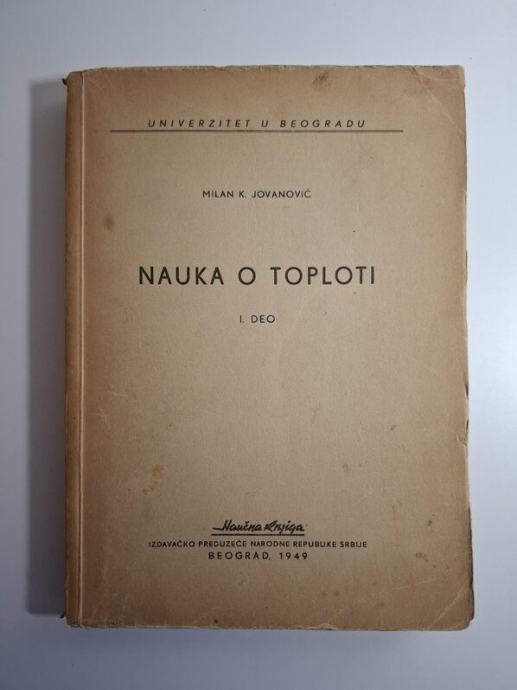 UNIVERZITET U BEOGRADU
MILAN K. JOVANOVIĆ
NAUKA O TOPLOTI
I. DEO
Naučna knjiga
IZDAVAČKO PREDUZEĆE NARODNE REPUBLIKE SRBIJE
BEOGRAD, 1949